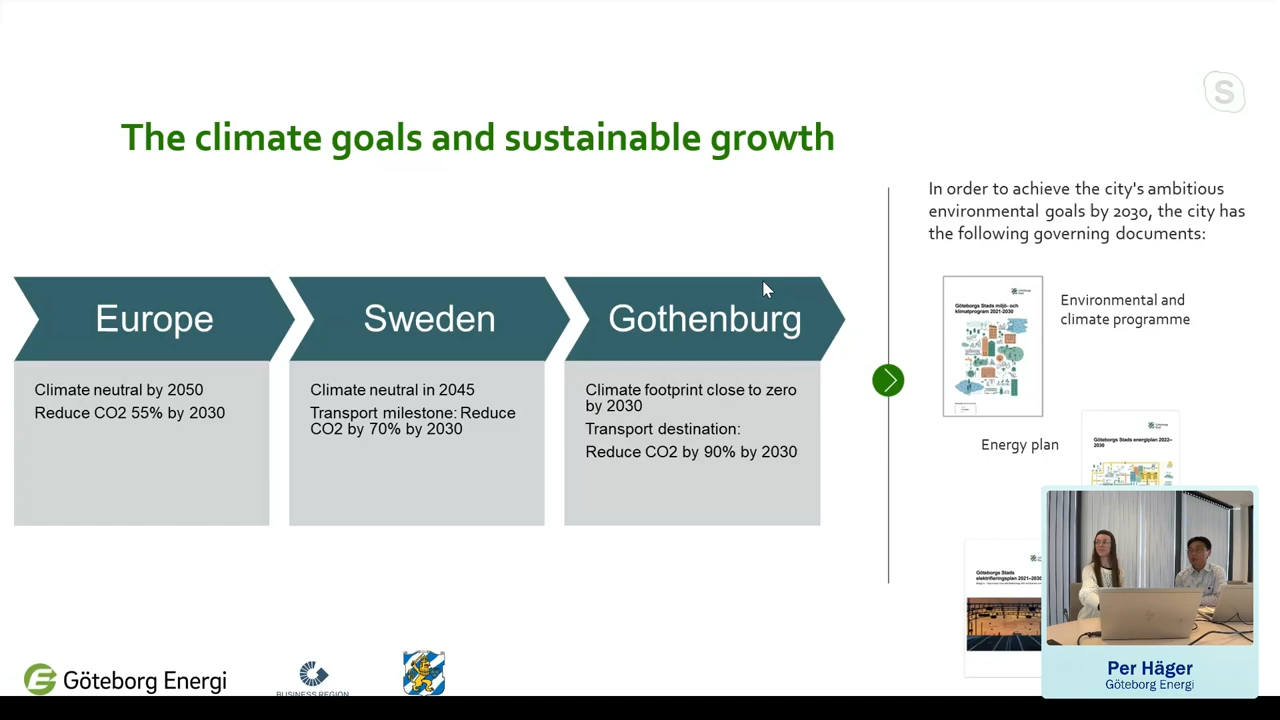 S
The climate goals and sustainable growth
In order to achieve the city's ambitious
environmental goals by 2030, the city has
the following governing documents:
Europe
Climate neutral by 2050
Reduce CO2 55% by 2030
Sweden
Climate neutral in 2045
Transport milestone: Reduce
CO2 by 70% by 2030
Gothenburg
Climate footprint close to zero
by 2030
Transport destination:
Reduce CO2 by 90% by 2030
Göteborgs Stads miljö- och
klimatprogram 2021-2030
Environmental and
climate programme
Energy plan
Göteborgs Stads energiplan 2022–
2030
Göteborgs Stads
elektrifieringsplan 2021–2030
Per Häger
Göteborg Energi
Göteborg Energi
BUSINESS REGION